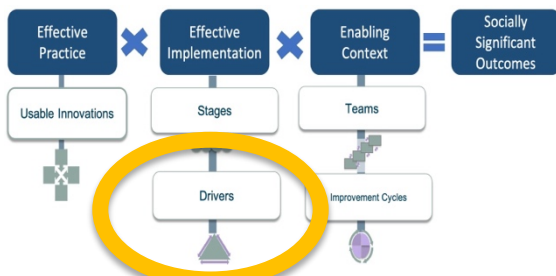 Effective
Practice
Effective
Implementation
Enabling
Context
Socially
Significant
Outcomes
Usable Innovations
Stages
Teams
Drivers
Improvement Cycles